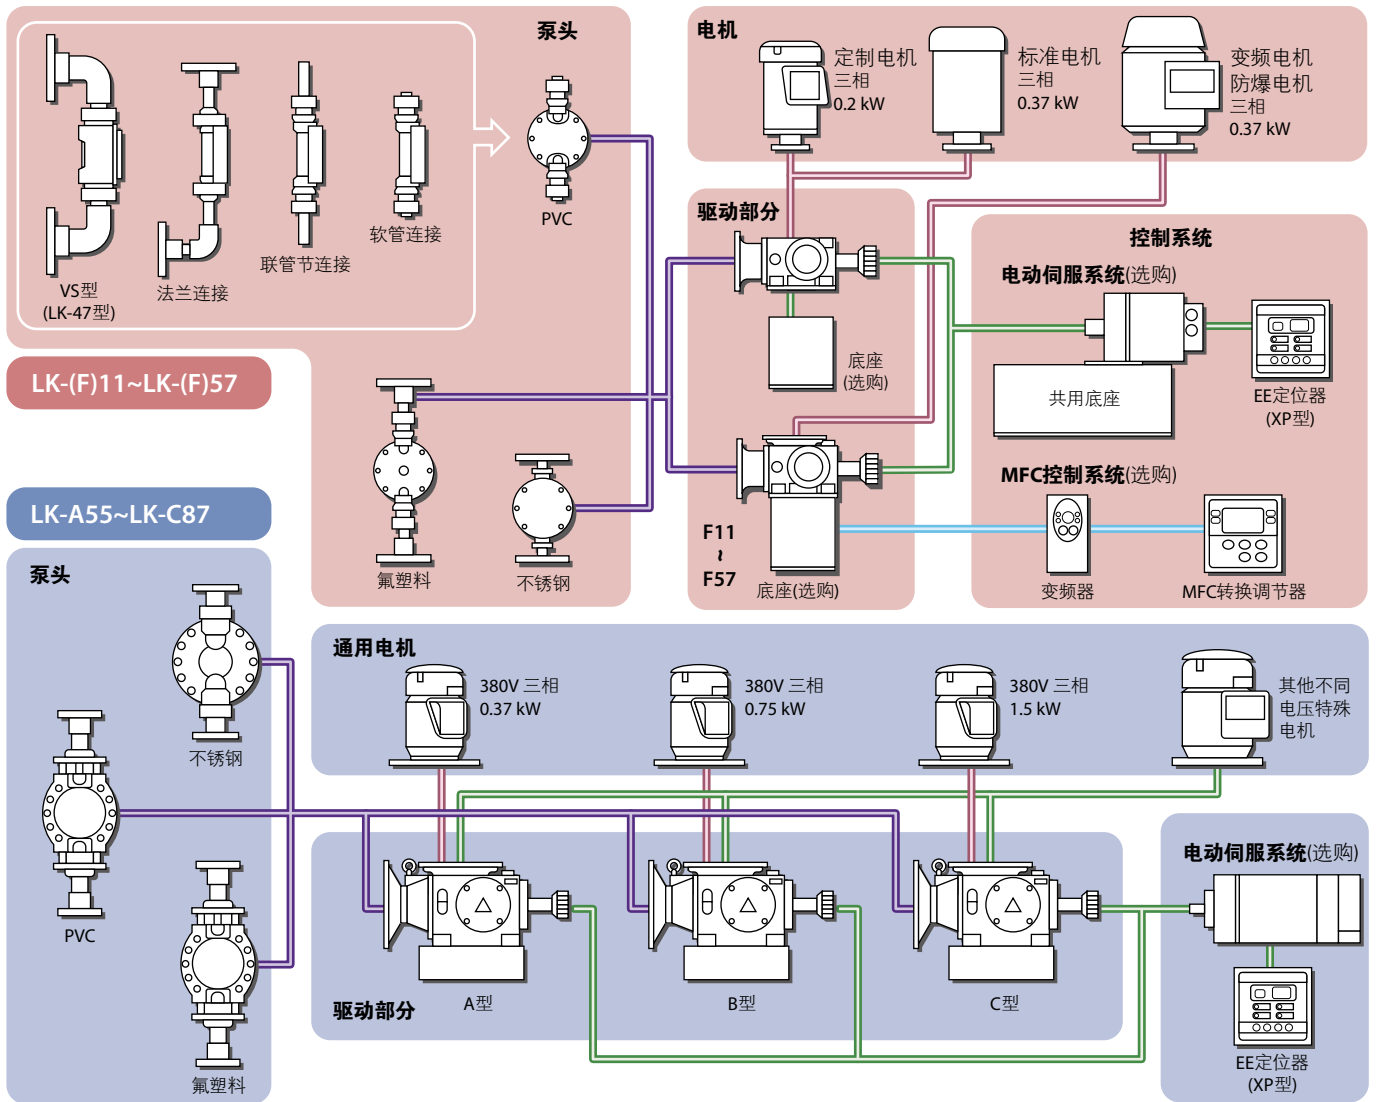 泵头
VS型
(LK-47型)
法兰连接
联管节连接
软管连接
PVC
电机
定制电机
三相
0.2 kW
标准电机
三相
0.37 kW
变频电机
防爆电机
三相
0.37 kW
驱动部分
底座
(选购)
控制系统
电动伺服系统(选购)
共用底座
EE定位器
(XP型)
LK-(F)11~LK-(F)57
氟塑料
不锈钢
F11
~
F57
底座(选购)
MFC控制系统(选购)
变频器
MFC转换调节器
LK-A55~LK-C87
泵头
不锈钢
PVC
氟塑料
通用电机
380V 三相
0.37 kW
380V 三相
0.75 kW
380V 三相
1.5 kW
其他不同
电压特殊
电机
驱动部分
A型
B型
C型
电动伺服系统(选购)
EE定位器
(XP型)